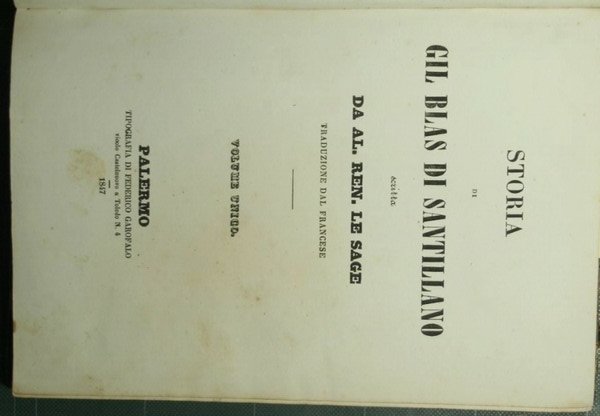 STORIA
DI
GIL BLAS DI SANTILLANO
scritta
DA AL. REN. LE SAGE
TRADUZIONE DAL FRANCESE
VOLUME UNICO.
PALERMO
TIPOGRAFIA DI FEDERICO GAROFALO
vicolo Castelnuovo a Toledo N. 4
1847